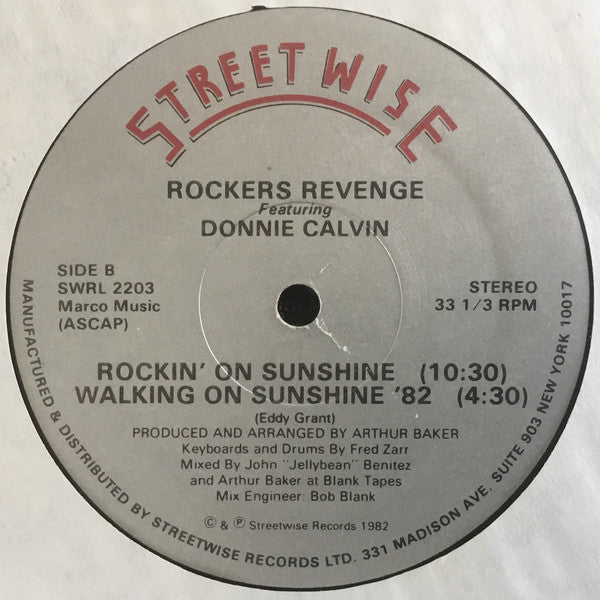 STREETWISE
ROCKERS REVENGE
Featuring
DONNIE CALVIN
SIDE B
SWRL 2203
Marco Music
(ASCAP)
STEREO
33 1/3 RPM
ROCKIN' ON SUNSHINE (10:30)
WALKING ON SUNSHINE '82 (4:30)
(Eddy Grant)
PRODUCED AND ARRANGED BY ARTHUR BAKER
Keyboards and Drums By Fred Zarr
Mixed By John "Jellybean" Benitez
and Arthur Baker at Blank Tapes
Mix Engineer: Bob Blank
© & ℗ Streetwise Records 1982
MANUFACTURED & DISTRIBUTED BY STREETWISE RECORDS LTD. 331 MADISON AVE. SUITE 903 NEW YORK 10017